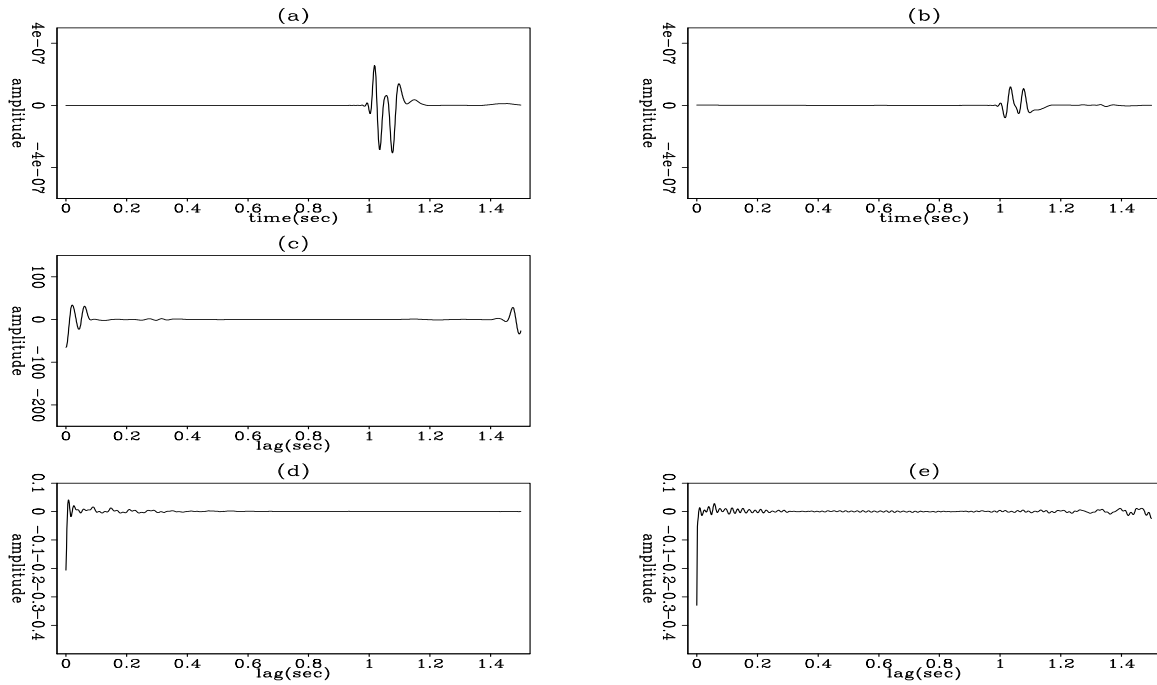 (a)
4e-07
0
-4e-07
amplitude
0 0.2 0.4 0.6 0.8 1 1.2 1.4
time(sec)
(b)
4e-07
0
-4e-07
amplitude
0 0.2 0.4 0.6 0.8 1 1.2 1.4
time(sec)
(c)
100
0
-100
-200
amplitude
0 0.2 0.4 0.6 0.8 1 1.2 1.4
lag(sec)
(d)
0.1
0
-0.1
-0.2
-0.3
-0.4
amplitude
0 0.2 0.4 0.6 0.8 1 1.2 1.4
lag(sec)
(e)
0.1
0
-0.1
-0.2
-0.3
-0.4
amplitude
0 0.2 0.4 0.6 0.8 1 1.2 1.4
lag(sec)